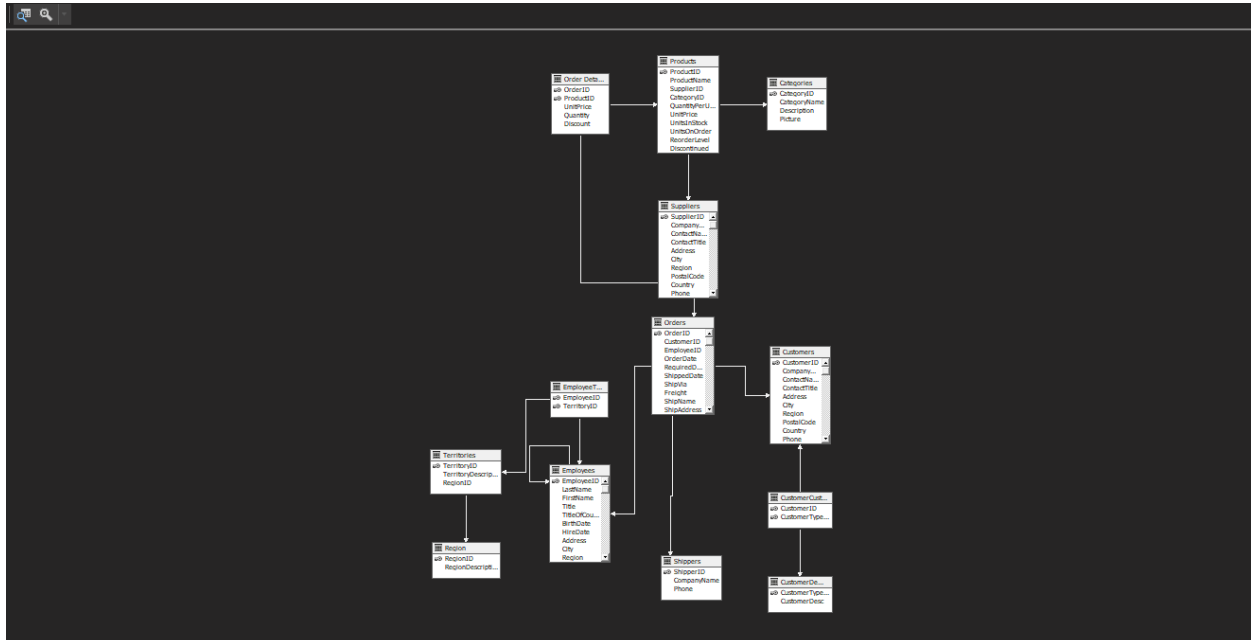 Products
ProductID
ProductName
SupplierID
CategoryID
QuantityPerU...
UnitPrice
UnitsInStock
UnitsOnOrder
ReorderLevel
Discontinued
Order Deta...
OrderID
ProductID
UnitPrice
Quantity
Discount
Categories
CategoryID
CategoryName
Description
Picture
Suppliers
SupplierID
Company...
ContactNa...
ContactTitle
Address
City
Region
PostalCode
Country
Phone
Orders
OrderID
CustomerID
EmployeeID
OrderDate
RequiredD...
ShippedDate
ShipVia
Freight
ShipName
ShipAddress
Customers
CustomerID
Company...
ContactNa...
ContactTitle
Address
City
Region
PostalCode
Country
Phone
EmployeeT...
EmployeeID
TerritoryID
Territories
TerritoryID
TerritoryDescrip...
RegionID
Employees
EmployeeID
LastName
FirstName
Title
TitleOfCou...
BirthDate
HireDate
Address
City
Region
Region
RegionID
RegionDescripti...
Shippers
ShipperID
CompanyName
Phone
CustomerCust...
CustomerID
CustomerType...
CustomerDe...
CustomerType...
CustomerDesc